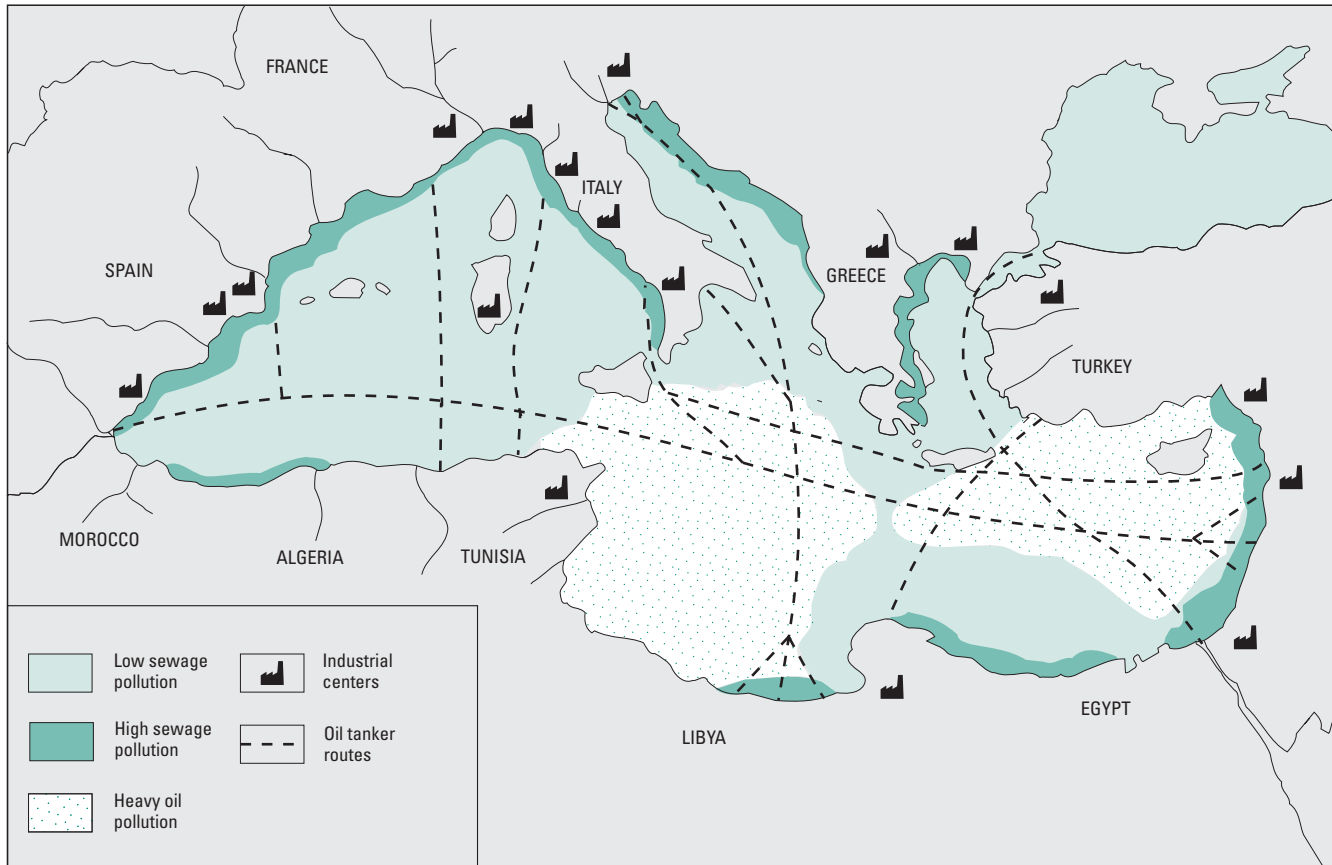 FRANCE
ITALY
SPAIN
GREECE
TURKEY
MOROCCO
ALGERIA
TUNISIA
LIBYA
EGYPT
Low sewage
pollution
Industrial
centers
High sewage
pollution
Oil tanker
routes
Heavy oil
pollution